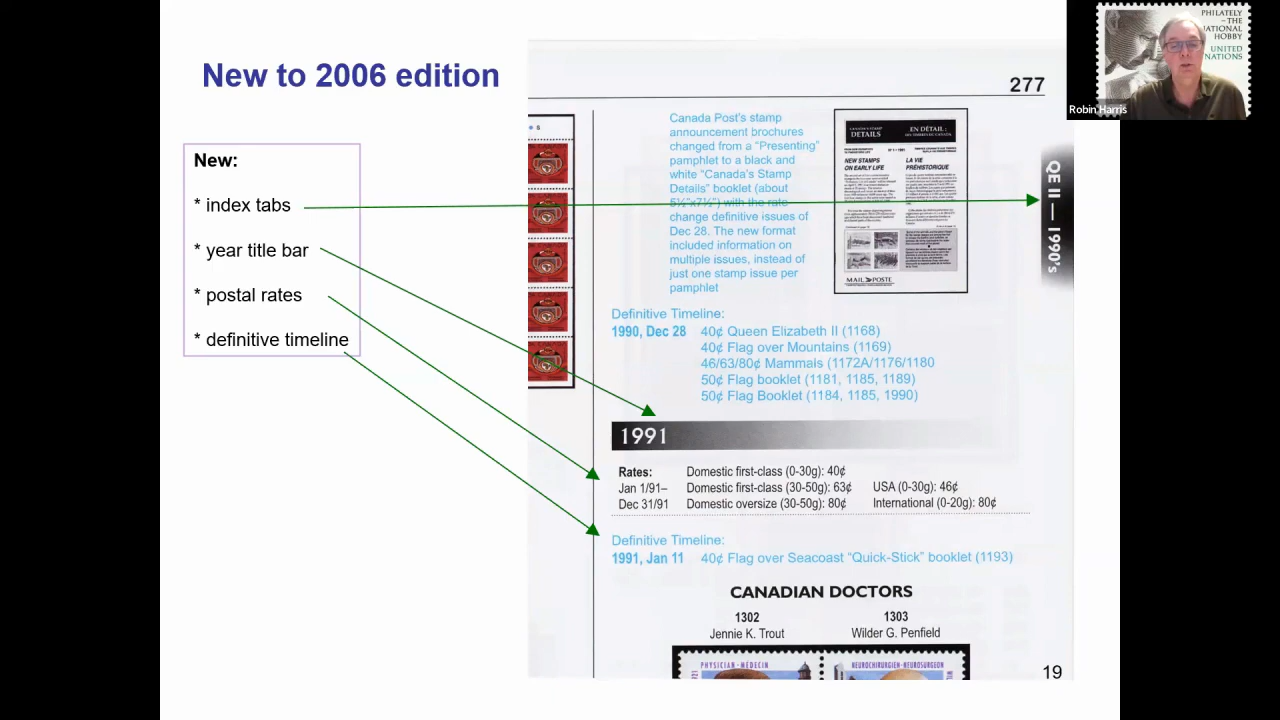 New to 2006 edition
New:
* index tabs
* year title bar
* postal rates
* definitive timeline
277
Canada Post's stamp
announcement brochures
changed from a "Presenting"
pamphlet to a black and
white "Canada's Stamp
Details" booklet (about
5½"x7½") with the rate
change definitive issues of
Dec 28. The new format
included information on
multiple issues, instead of
just one stamp issue per
pamphlet
CANADA'S STAMP
DETAILS
EN DÉTAIL :
NEW STAMPS
ON EARLY LIFE
LA VIE
PRÉHISTORIQUE
MAIL POSTE
QE II — 1990's
Definitive Timeline:
1990, Dec 28 40¢ Queen Elizabeth II (1168)
40¢ Flag over Mountains (1169)
46/63/80¢ Mammals (1172A/1176/1180
50¢ Flag booklet (1181, 1185, 1189)
50¢ Flag Booklet (1184, 1185, 1990)
1991
Rates: Domestic first-class (0-30g): 40¢
Jan 1/91– Domestic first-class (30-50g): 63¢ USA (0-30g): 46¢
Dec 31/91 Domestic oversize (30-50g): 80¢ International (0-20g): 80¢
Definitive Timeline:
1991, Jan 11 40¢ Flag over Seacoast "Quick-Stick" booklet (1193)
CANADIAN DOCTORS
1302 1303
Jennie K. Trout Wilder G. Penfield
PHYSICIAN-MÉDECIN NEUROCHIRURGIEN-NEUROSURGEON
19
PHILATELY
– THE
NATIONAL
HOBBY
UNITED
NATIONS
Robin Harris